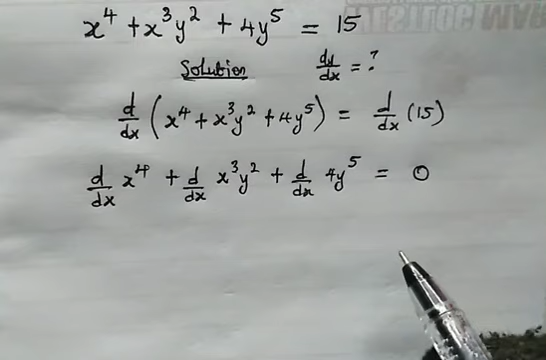 x⁴ + x³y² + 4y⁵ = 15
Solution dy/dx = ?
d/dx (x⁴ + x³y² + 4y⁵) = d/dx (15)
d/dx x⁴ + d/dx x³y² + d/dx 4y⁵ = 0